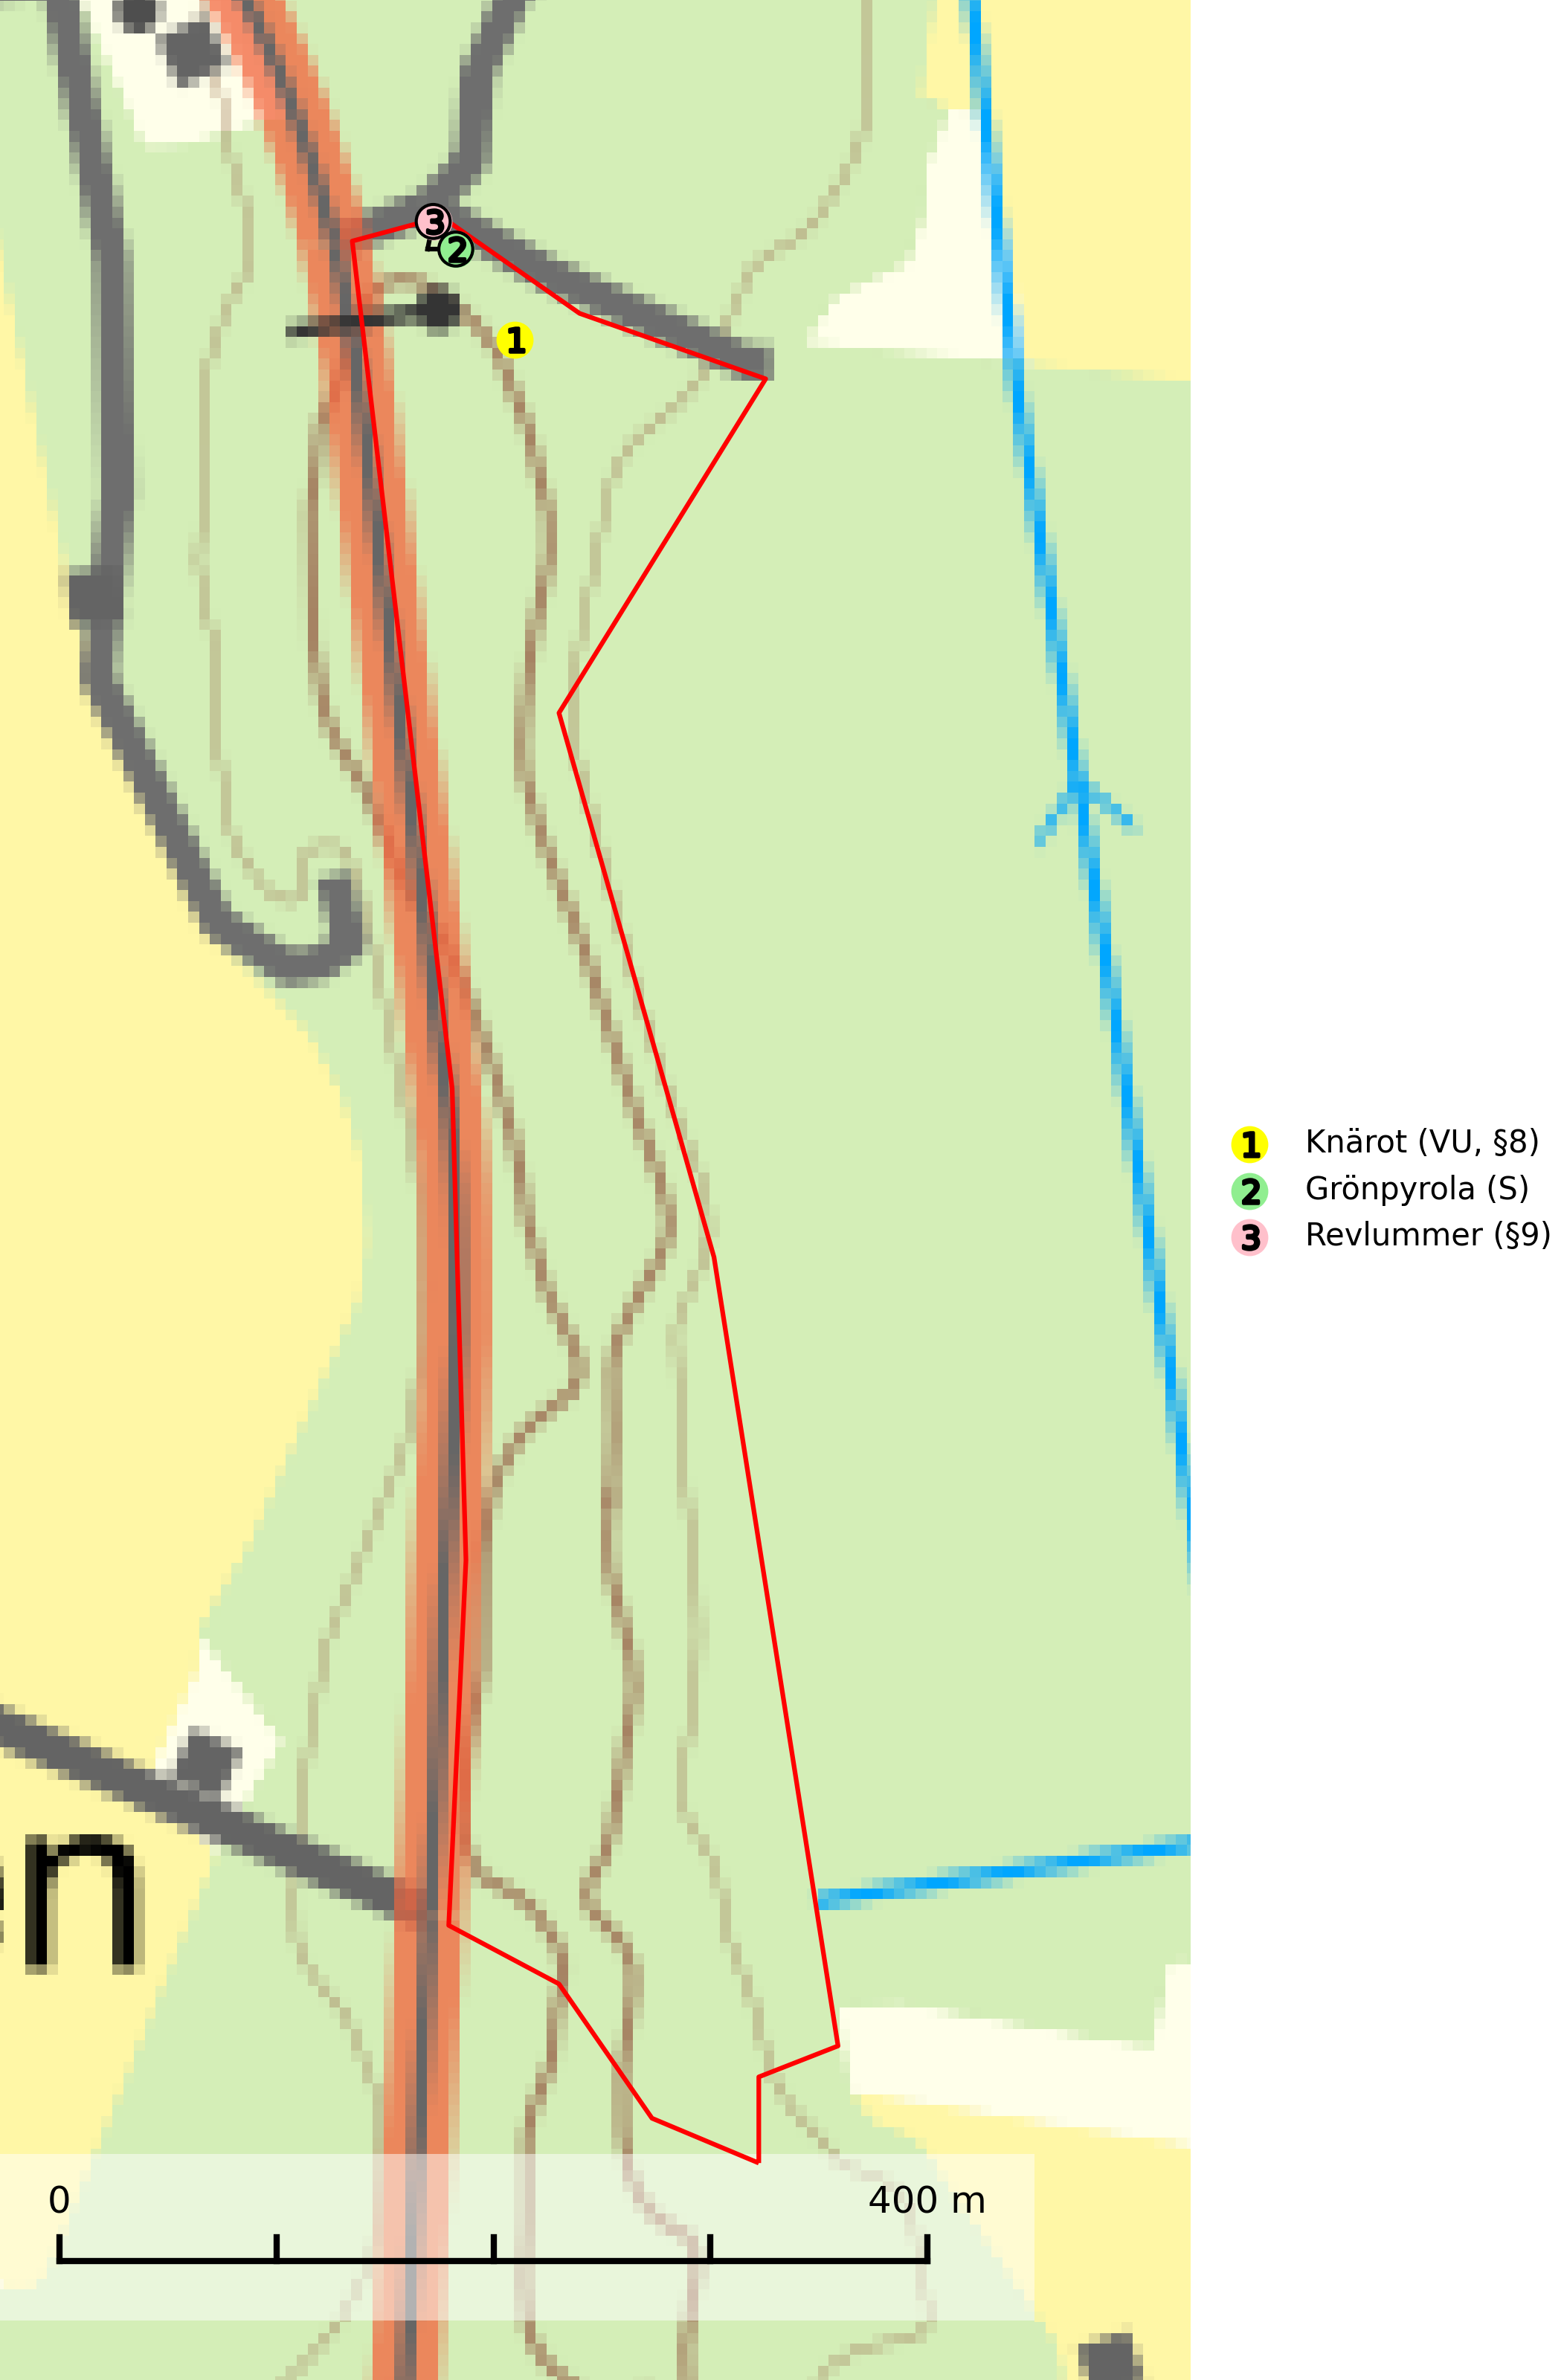 3
2
1
1 Knärot (VU, §8)
2 Grönpyrola (S)
3 Revlummer (§9)
n
0 400 m